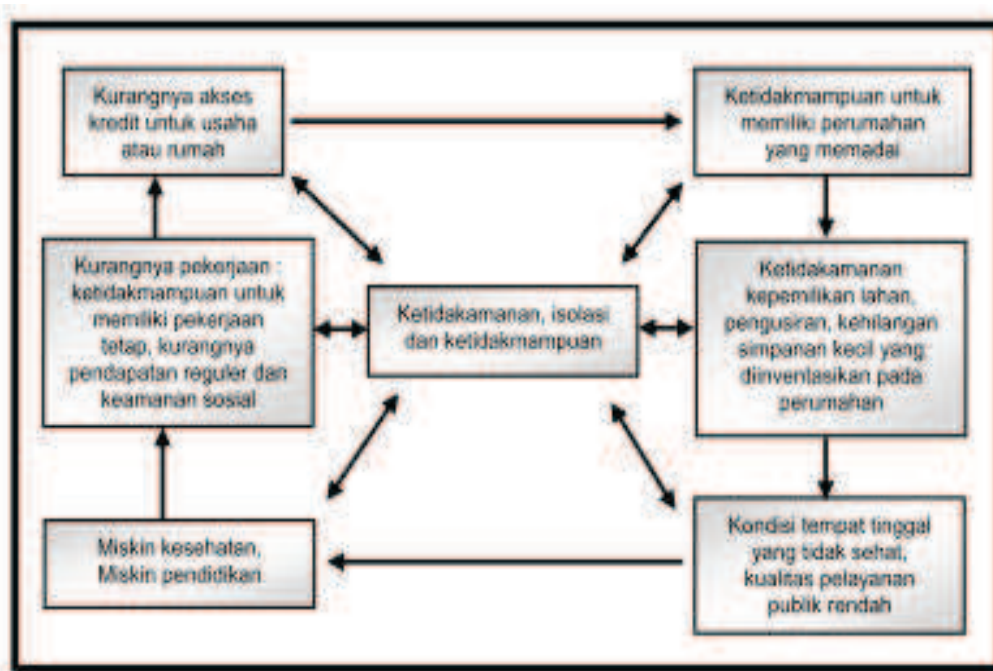 Kurangnya akses
kredit untuk usaha
atau rumah
Ketidakmampuan untuk
memiliki perumahan
yang memadai
Kurangnya pekerjaan :
ketidakmampuan untuk
memiliki pekerjaan
tetap, kurangnya
pendapatan reguler dan
keamanan sosial
Ketidakamanan, isolasi
dan ketidakmampuan
Ketidakamanan
kepemilikan lahan,
pengusiran, kehilangan
simpanan kecil yang
diinventasikan pada
perumahan
Miskin kesehatan,
Miskin pendidikan
Kondisi tempat tinggal
yang tidak sehat,
kualitas pelayanan
publik rendah